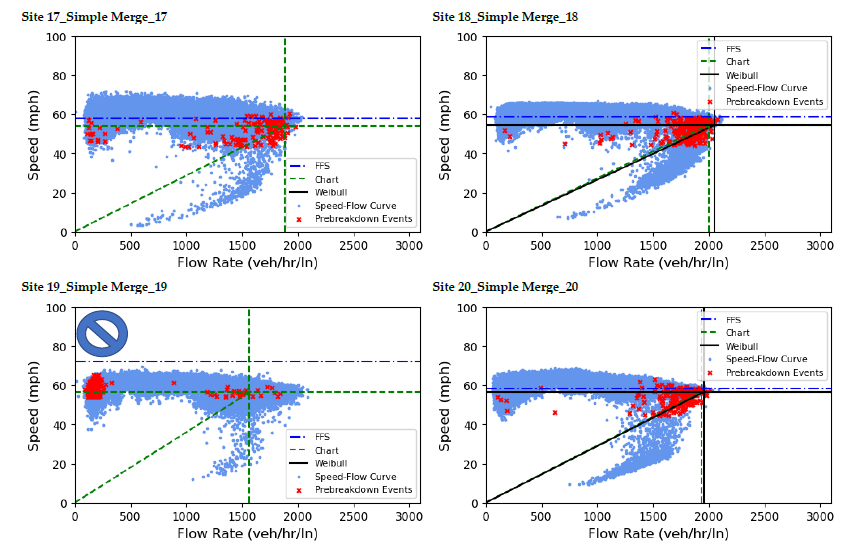 Site 17_Simple Merge_17
Site 18_Simple Merge_18
100
80
60
40
20
0
Speed (mph)
FFS
Chart
Weibull
Speed-Flow Curve
Prebreakdown Events
0 500 1000 1500 2000 2500 3000
Flow Rate (veh/hr/ln)
100
80
60
40
20
0
Speed (mph)
FFS
Chart
Weibull
Speed-Flow Curve
Prebreakdown Events
0 500 1000 1500 2000 2500 3000
Flow Rate (veh/hr/ln)
Site 19_Simple Merge_19
Site 20_Simple Merge_20
100
80
60
40
20
0
Speed (mph)
FFS
Chart
Weibull
Speed-Flow Curve
Prebreakdown Events
0 500 1000 1500 2000 2500 3000
Flow Rate (veh/hr/ln)
100
80
60
40
20
0
Speed (mph)
FFS
Chart
Weibull
Speed-Flow Curve
Prebreakdown Events
0 500 1000 1500 2000 2500 3000
Flow Rate (veh/hr/ln)